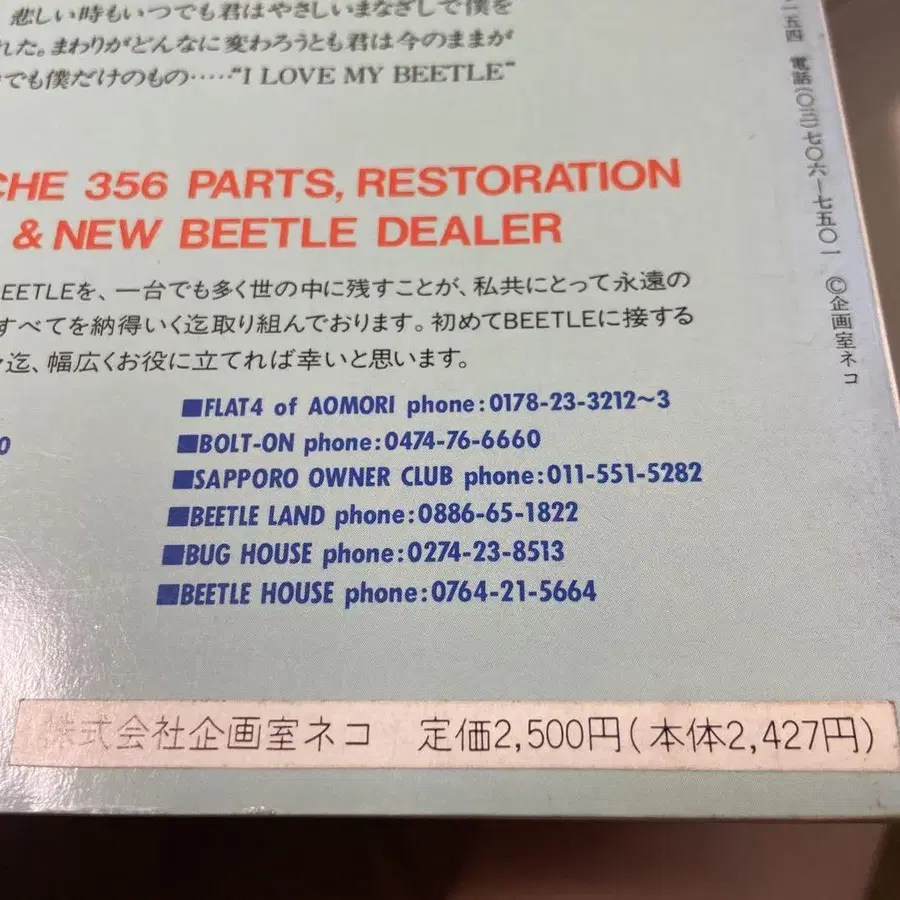 悲しい時もいつでも君はやさしいまなざしで僕を
れた。まわりがどんなに変わろうとも君は今のままが
でも僕だけのもの……“I LOVE MY BEETLE”
CHE 356 PARTS, RESTORATION
& NEW BEETLE DEALER
EETLEを、一台でも多く世の中に残すことが、私共にとって永遠の
すべてを納得いく迄取り組んでおります。初めてBEETLEに接する
迄、幅広くお役に立てれば幸いと思います。
0
■FLAT4 of AOMORI phone:0178-23-3212~3
■BOLT-ON phone:0474-76-6660
■SAPPORO OWNER CLUB phone:011-551-5282
■BEETLE LAND phone:0886-65-1822
■BUG HOUSE phone:0274-23-8513
■BEETLE HOUSE phone:0764-21-5664
株式会社企画室ネコ 定価2,500円(本体2,427円)
五四 電話(〇三)七〇六―七五〇一 ©企画室ネコ